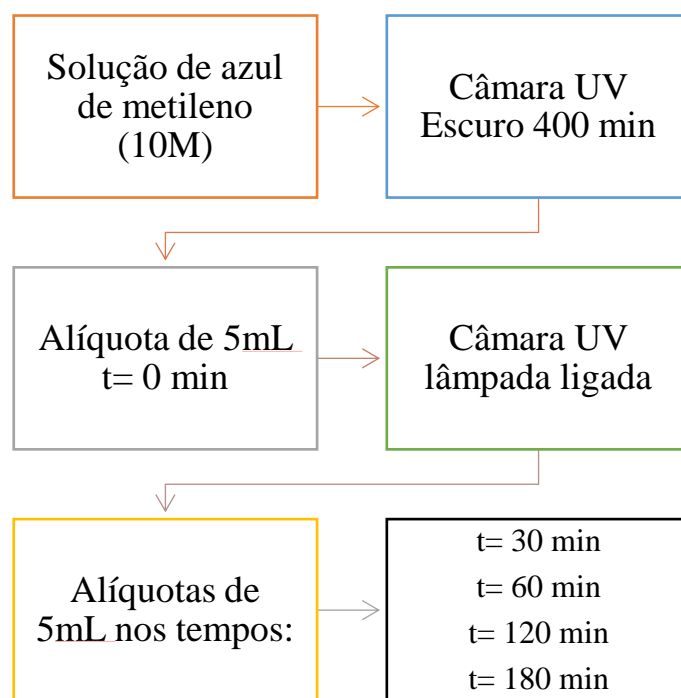 Solução de azul
de metileno
(10M)
Câmara UV
Escuro 400 min
Alíquota de 5mL
t= 0 min
Câmara UV
lâmpada ligada
Alíquotas de
5mL nos tempos:
t= 30 min
t= 60 min
t= 120 min
t= 180 min